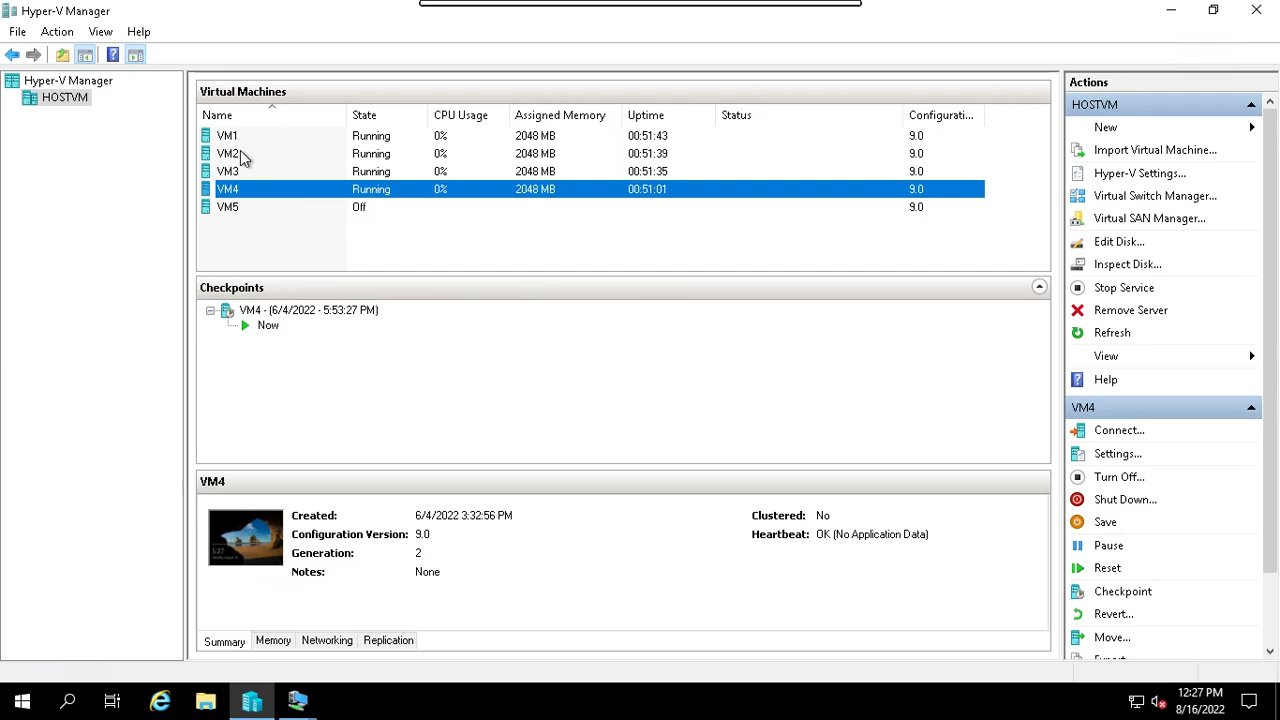 Hyper-V Manager
File Action View Help
Hyper-V Manager
HOSTVM
Virtual Machines
Name State CPU Usage Assigned Memory Uptime Status Configurati...
VM1 Running 0% 2048 MB 00:51:43 9.0
VM2 Running 0% 2048 MB 00:51:39 9.0
VM3 Running 0% 2048 MB 00:51:35 9.0
VM4 Running 0% 2048 MB 00:51:01 9.0
VM5 Off 9.0
Checkpoints
VM4 - (6/4/2022 - 5:53:27 PM)
Now
VM4
Created: 6/4/2022 3:32:56 PM Clustered: No
Configuration Version: 9.0 Heartbeat: OK (No Application Data)
Generation: 2
Notes: None
Summary Memory Networking Replication
Actions
HOSTVM
New
Import Virtual Machine...
Hyper-V Settings...
Virtual Switch Manager...
Virtual SAN Manager...
Edit Disk...
Inspect Disk...
Stop Service
Remove Server
Refresh
View
Help
VM4
Connect...
Settings...
Turn Off...
Shut Down...
Save
Pause
Reset
Checkpoint
Revert...
Move...
12:27 PM
8/16/2022